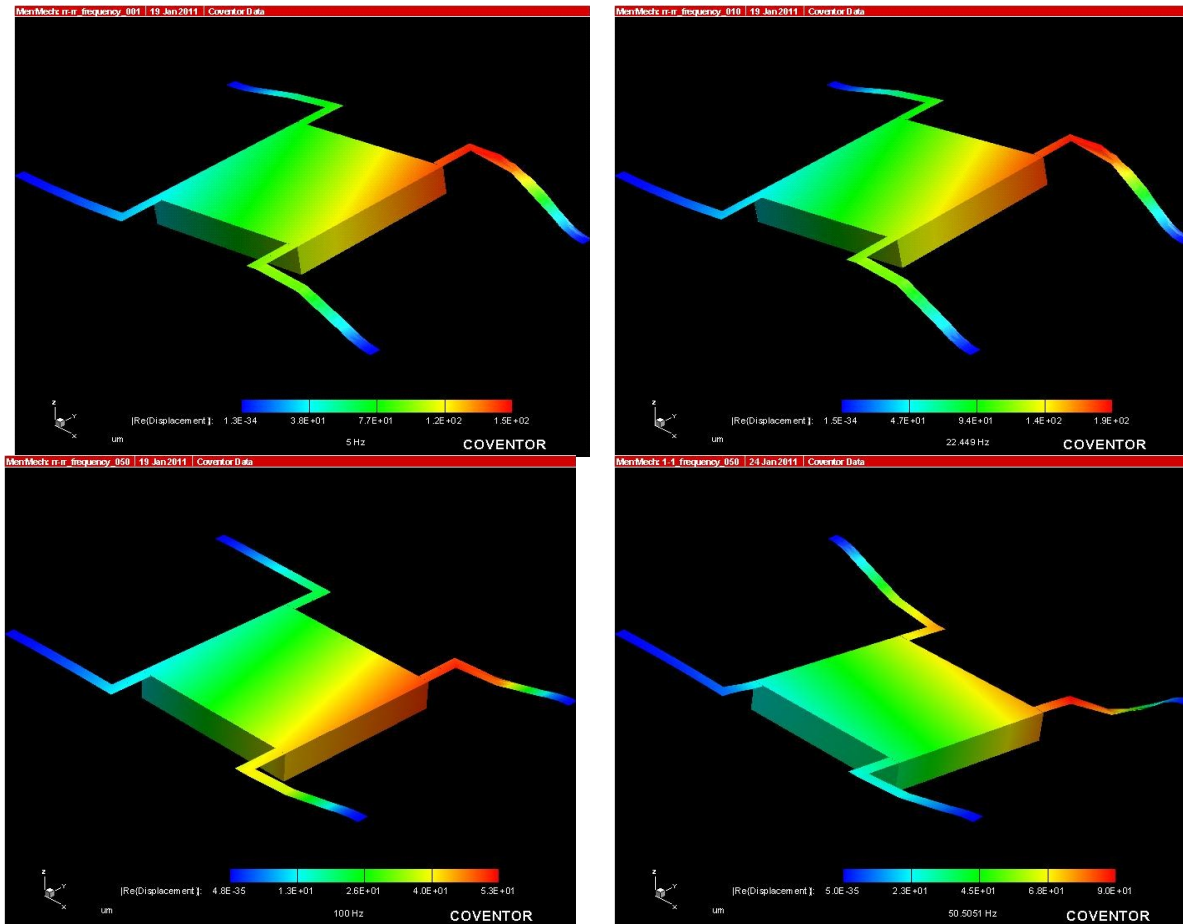 MemMech: rr-rr_frequency_001 | 19 Jan 2011 | Coventor Data
z
Y
X
|Re(Displacement)|: 1.3E-34 3.8E+01 7.7E+01 1.2E+02 1.5E+02
um
5 Hz
COVENTOR
MemMech: rr-rr_frequency_010 | 19 Jan 2011 | Coventor Data
z
Y
X
|Re(Displacement)|: 1.5E-34 4.7E+01 9.4E+01 1.4E+02 1.9E+02
um
22.449 Hz
COVENTOR
MemMech: rr-rr_frequency_050 | 19 Jan 2011 | Coventor Data
z
Y
X
|Re(Displacement)|: 4.8E-35 1.3E+01 2.6E+01 4.0E+01 5.3E+01
um
100 Hz
COVENTOR
MemMech: 1-1_frequency_050 | 24 Jan 2011 | Coventor Data
z
Y
X
|Re(Displacement)|: 5.0E-35 2.3E+01 4.5E+01 6.8E+01 9.0E+01
um
50.5051 Hz
COVENTOR